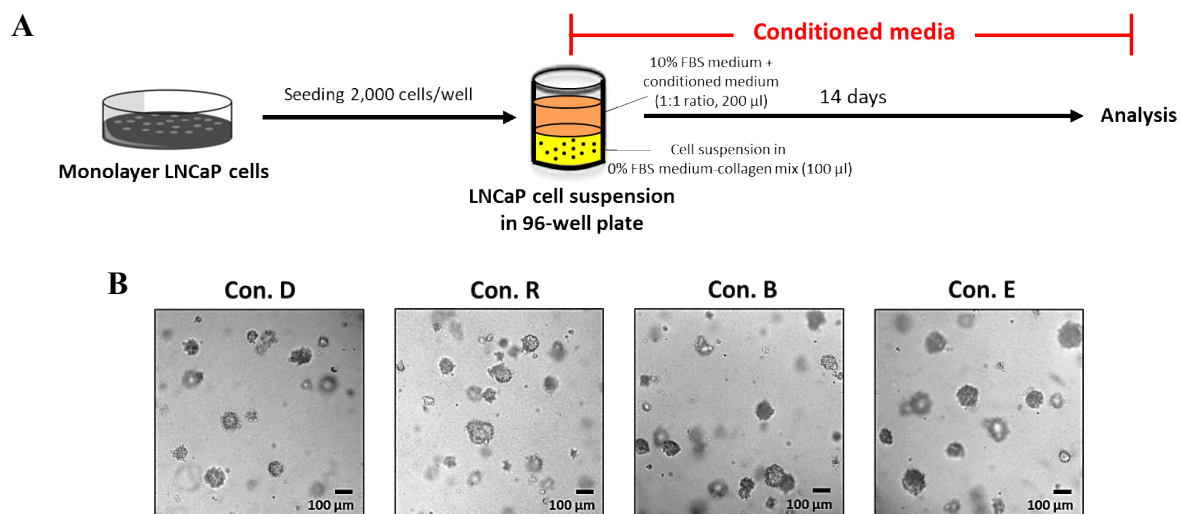 A
Conditioned media
10% FBS medium +
conditioned medium
(1:1 ratio, 200 µl)
Seeding 2,000 cells/well
14 days
Analysis
Cell suspension in
0% FBS medium-collagen mix (100 µl)
Monolayer LNCaP cells
LNCaP cell suspension
in 96-well plate
B
Con. D
Con. R
Con. B
Con. E
100 µm
100 µm
100 µm
100 µm